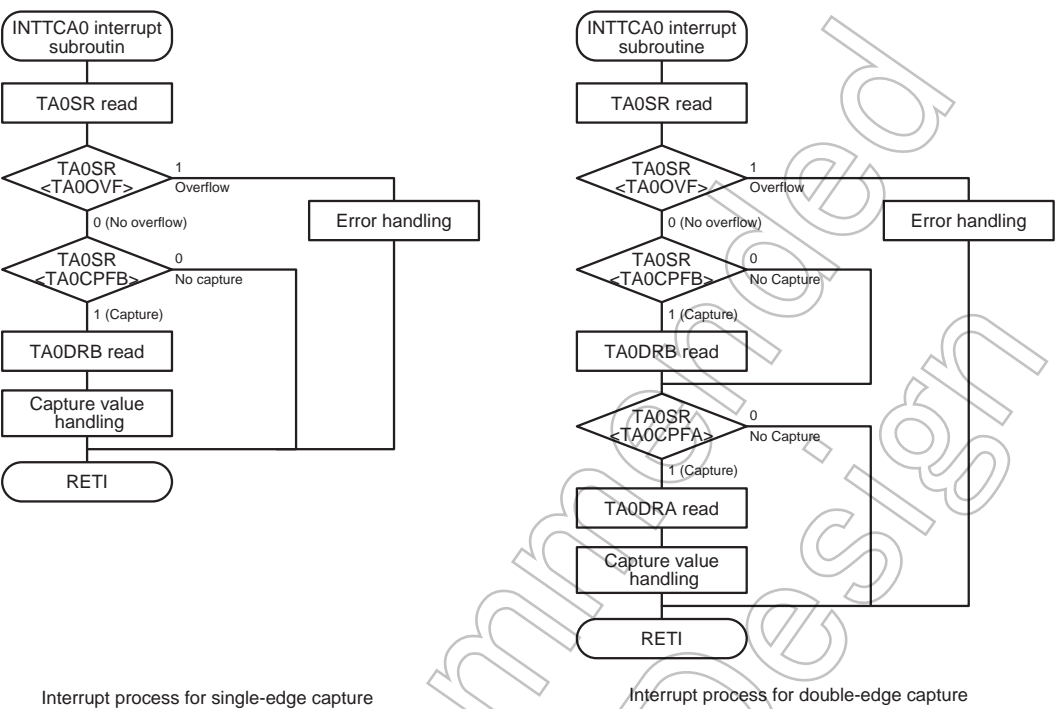 INTTCA0 interrupt
subroutin
TA0SR read
TA0SR
<TA0OVF>
1
Overflow
Error handling
0 (No overflow)
TA0SR
<TA0CPFB>
0
No capture
1 (Capture)
TA0DRB read
Capture value
handling
RETI
Interrupt process for single-edge capture
INTTCA0 interrupt
subroutine
TA0SR read
TA0SR
<TA0OVF>
1
Overflow
Error handling
0 (No overflow)
TA0SR
<TA0CPFB>
0
No Capture
1 (Capture)
TA0DRB read
TA0SR
<TA0CPFA>
0
No Capture
1 (Capture)
TA0DRA read
Capture value
handling
RETI
Interrupt process for double-edge capture
mmended
Design